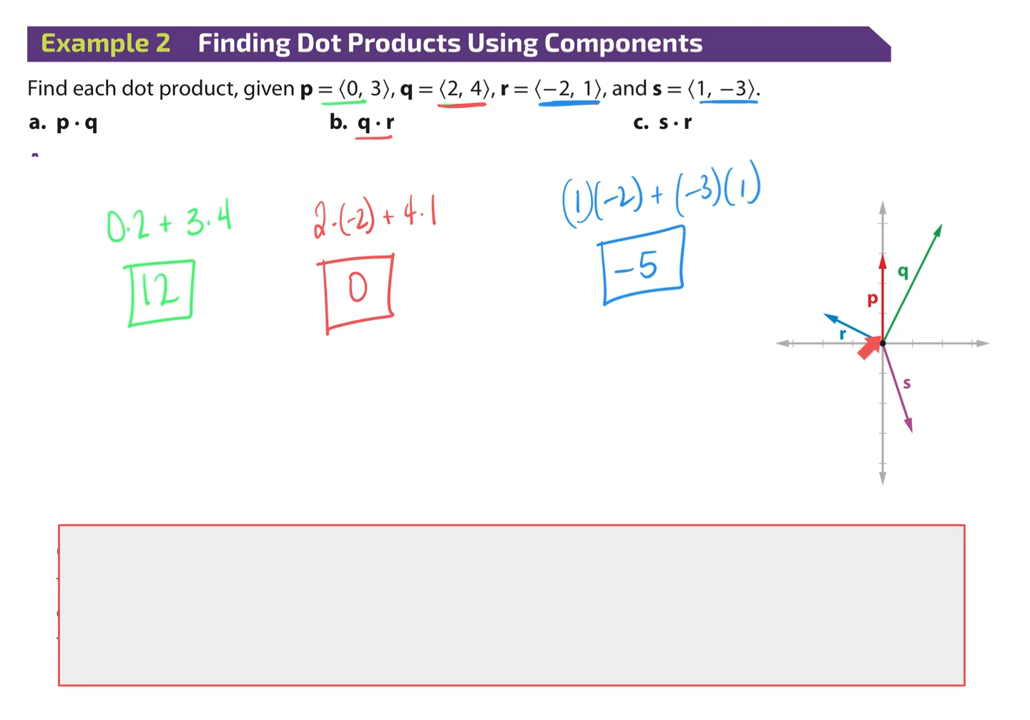 Example 2 Finding Dot Products Using Components
Find each dot product, given p = ⟨0, 3⟩, q = ⟨2, 4⟩, r = ⟨−2, 1⟩, and s = ⟨1, −3⟩.
a. p · q b. q · r c. s · r
0·2 + 3·4 2·(-2) + 4·1 (1)(-2) + (-3)(1)
12 0 -5
q
p
r
s